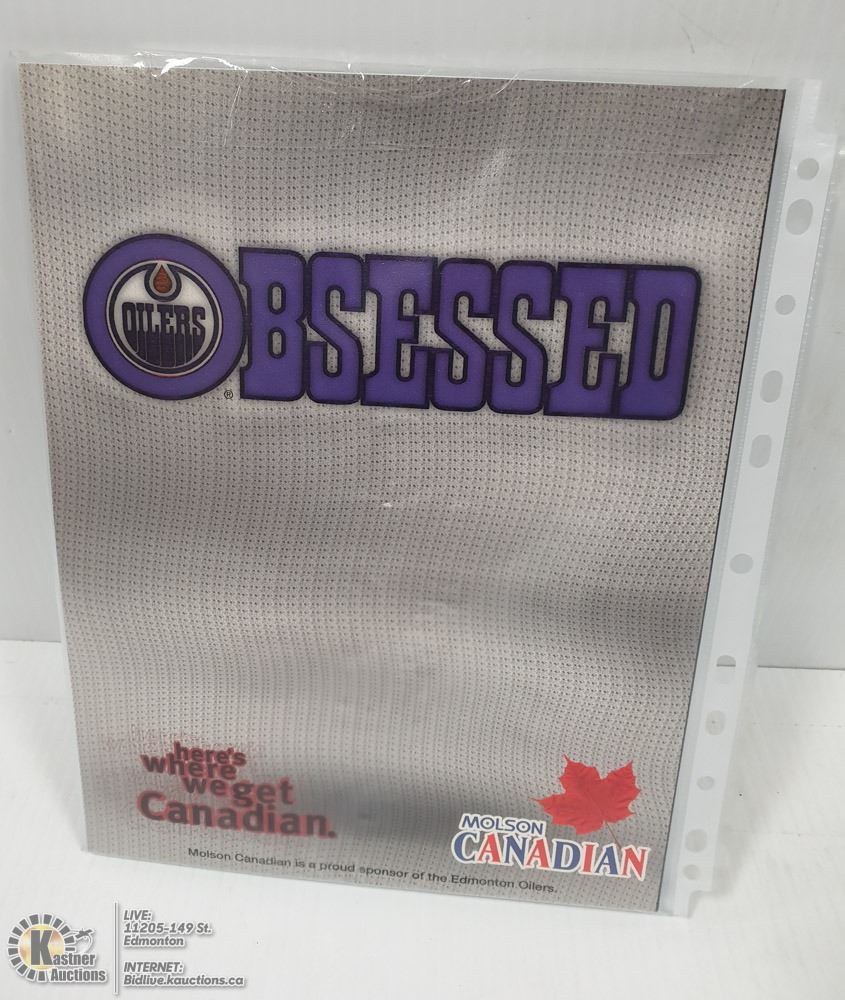 OBSESSED
OILERS
®
here's
where
we get
Canadian.
MOLSON
CANADIAN
Molson Canadian is a proud sponsor of the Edmonton Oilers.
Kastner
Auctions
LIVE:
11205-149 St.
Edmonton
INTERNET:
Bidlive.kauctions.ca